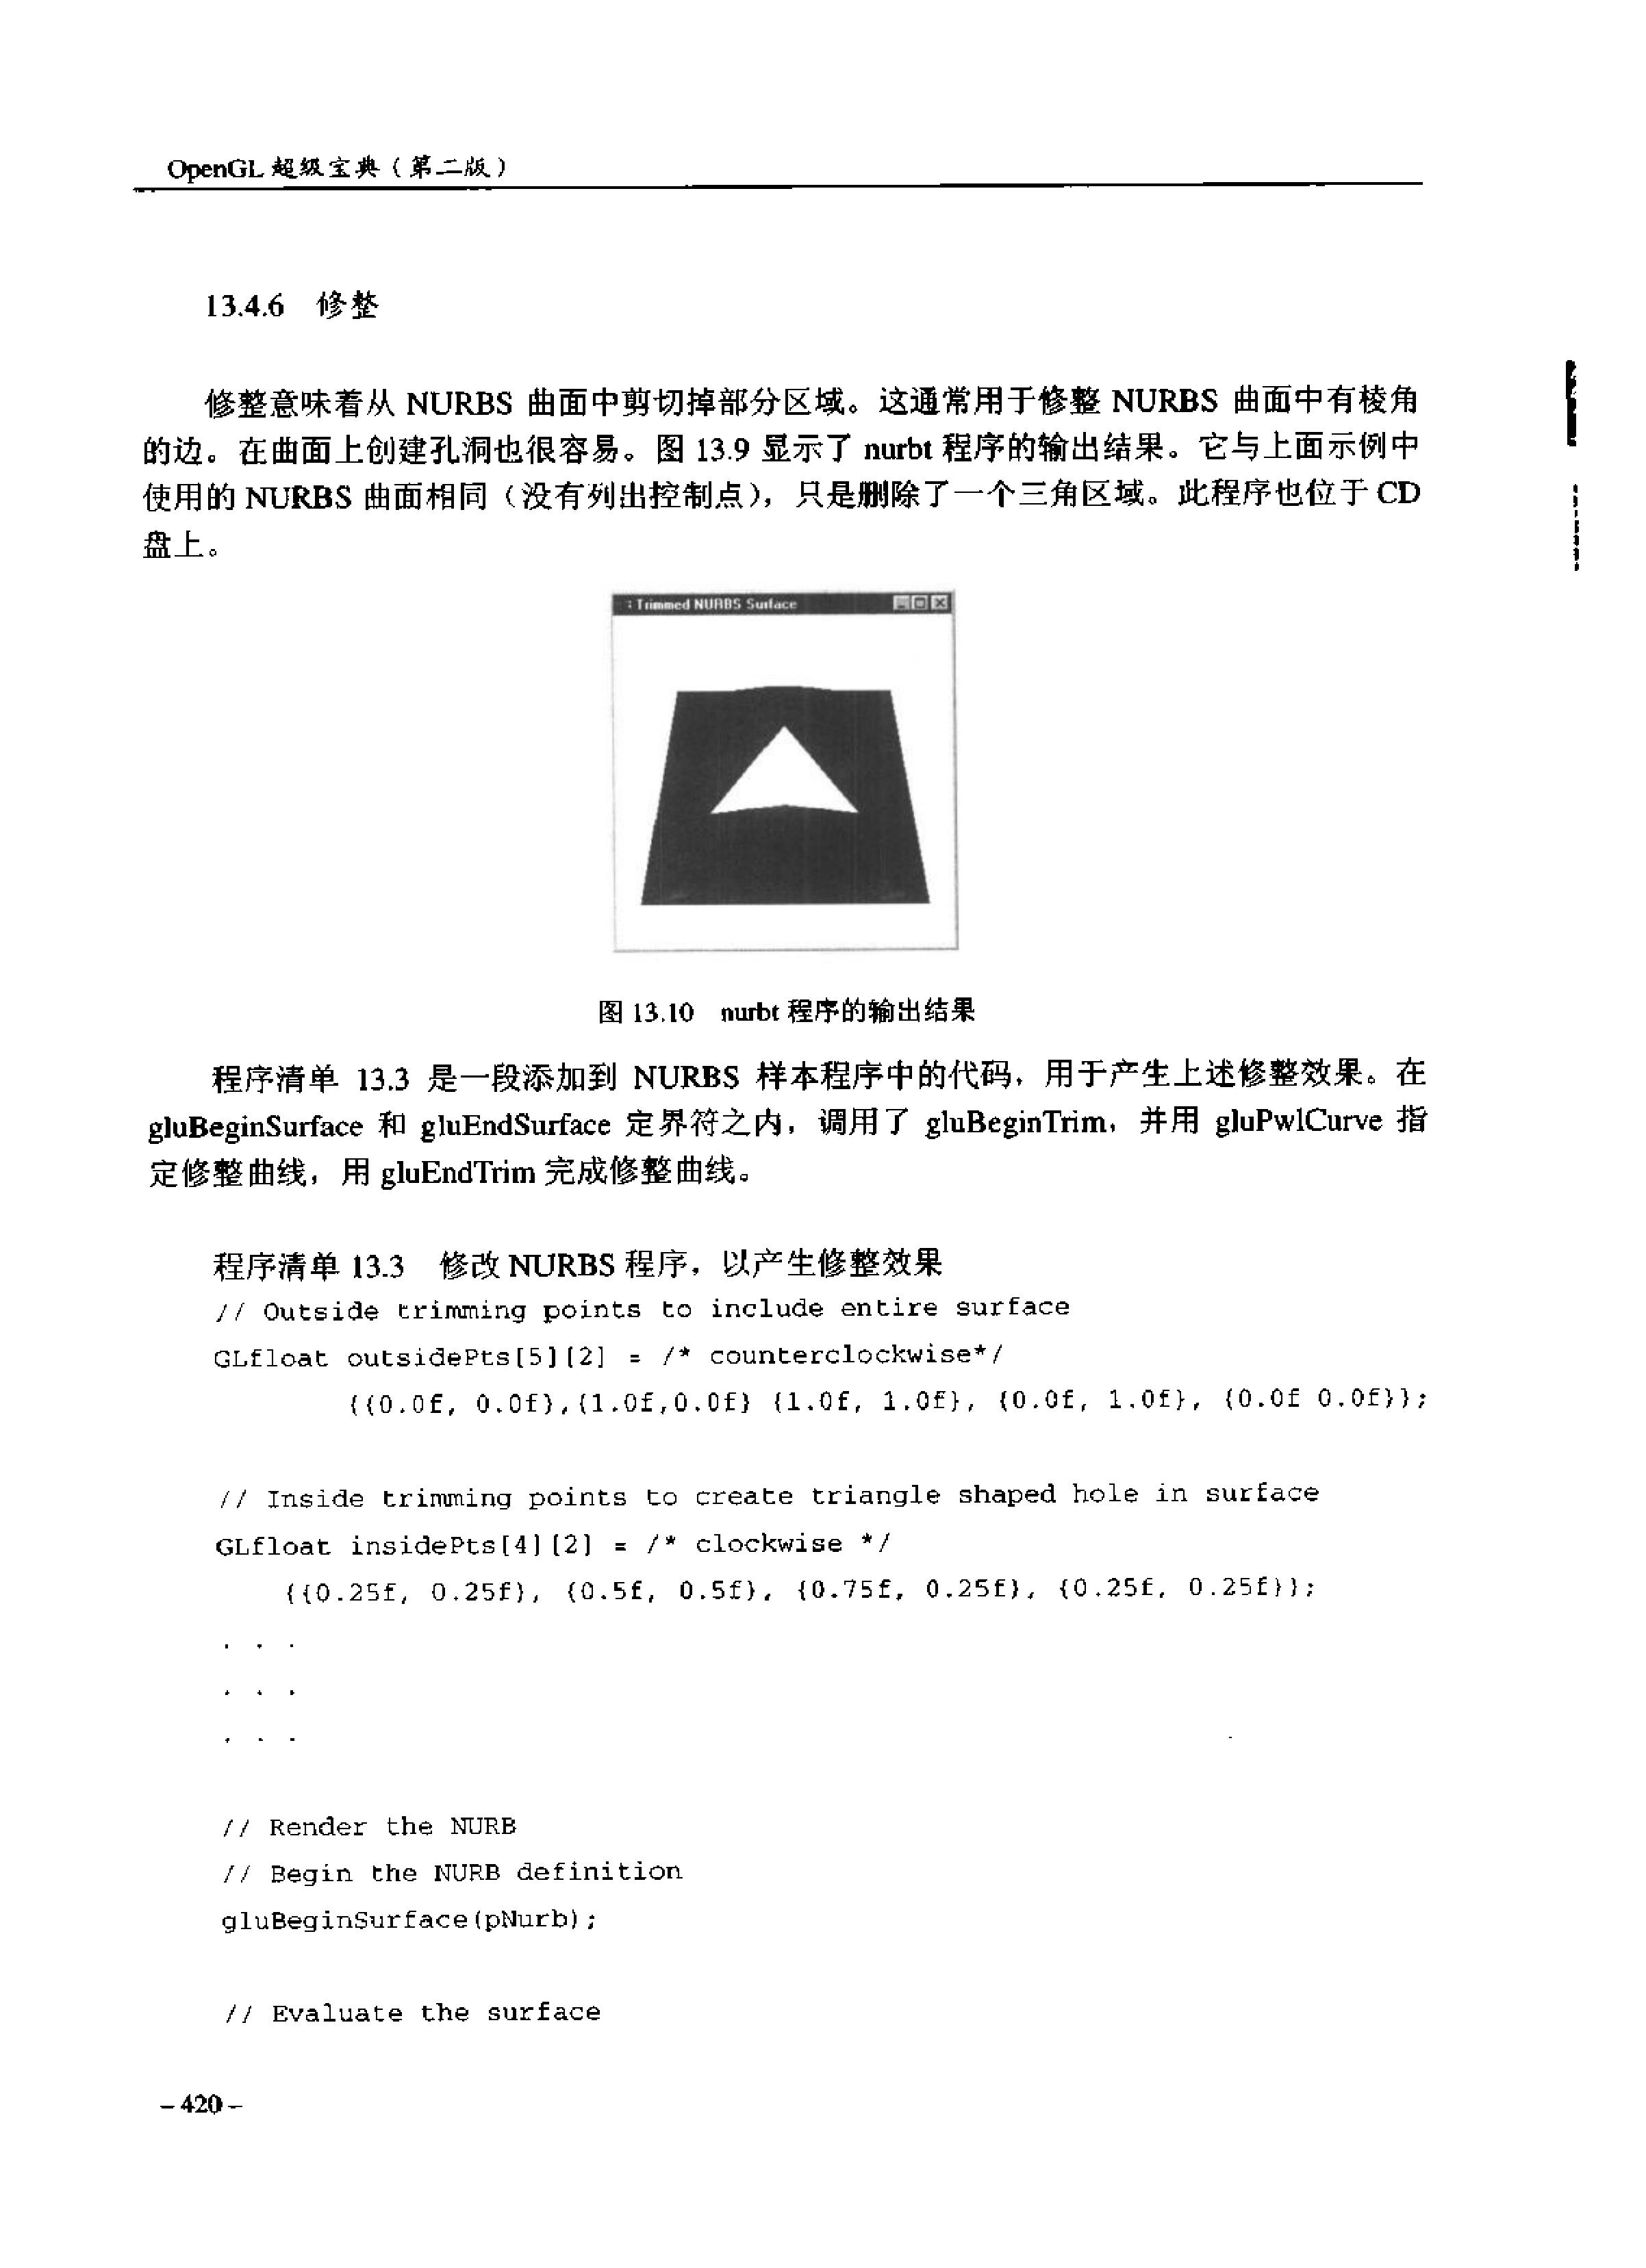 OpenGL 超级宝典（第二版）
13.4.6 修整
修整意味着从 NURBS 曲面中剪切掉部分区域。这通常用于修整 NURBS 曲面中有棱角
的边。在曲面上创建孔洞也很容易。图 13.9 显示了 nurbt 程序的输出结果。它与上面示例中
使用的 NURBS 曲面相同（没有列出控制点），只是删除了一个三角区域。此程序也位于 CD
盘上。
Trimmed NURBS Surface
图 13.10 nurbt 程序的输出结果
程序清单 13.3 是一段添加到 NURBS 样本程序中的代码，用于产生上述修整效果。在
gluBeginSurface 和 gluEndSurface 定界符之内，调用了 gluBeginTrim，并用 gluPwlCurve 指
定修整曲线，用 gluEndTrim 完成修整曲线。
程序清单 13.3 修改 NURBS 程序，以产生修整效果
// Outside trimming points to include entire surface
GLfloat outsidePts[5][2] = /* counterclockwise*/
{{0.0f, 0.0f},{1.0f,0.0f} {1.0f, 1.0f}, {0.0f, 1.0f}, {0.0f 0.0f}};
// Inside trimming points to create triangle shaped hole in surface
GLfloat insidePts[4][2] = /* clockwise */
{{0.25f, 0.25f}, {0.5f, 0.5f}, {0.75f, 0.25f}, {0.25f, 0.25f}};
. . .
. . .
. . .
// Render the NURB
// Begin the NURB definition
gluBeginSurface(pNurb);
// Evaluate the surface
– 420 –